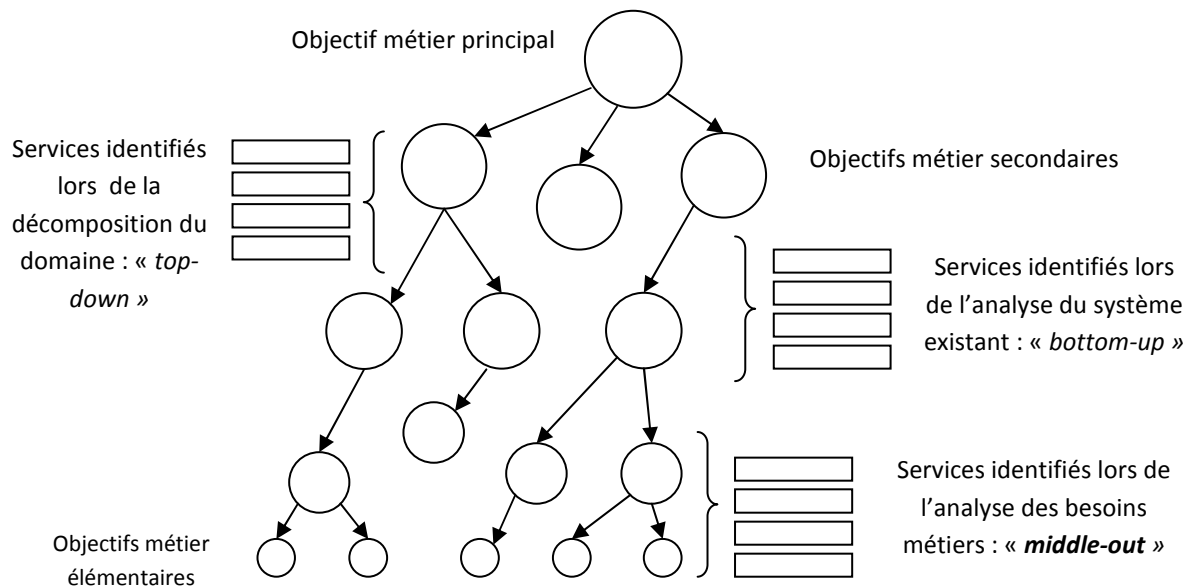 Objectif métier principal
Services identifiés
lors de la
décomposition du
domaine : « top-
down »
Objectifs métier secondaires
Services identifiés lors
de l’analyse du système
existant : « bottom-up »
Services identifiés lors de
l’analyse des besoins
métiers : « middle-out »
Objectifs métier
élémentaires